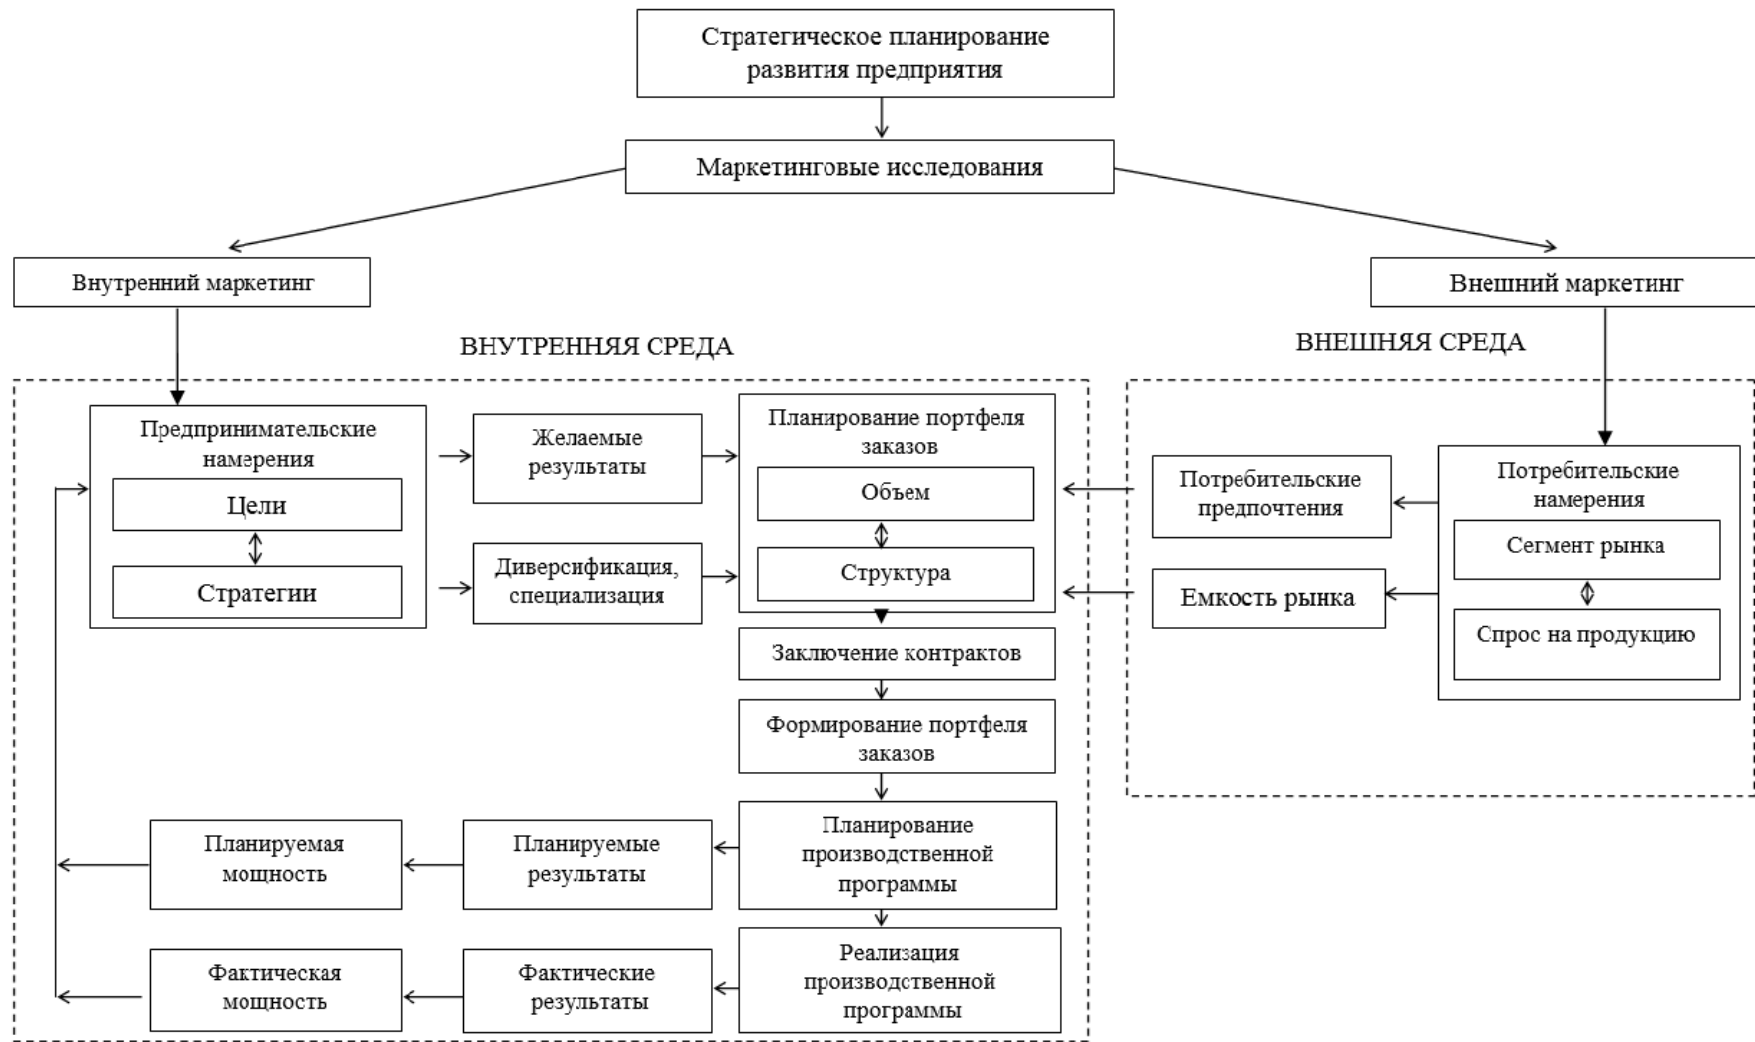 Стратегическое планирование
развития предприятия
Маркетинговые исследования
Внутренний маркетинг
Внешний маркетинг
ВНУТРЕННЯЯ СРЕДА
ВНЕШНЯЯ СРЕДА
Предпринимательские
намерения
Цели
Стратегии
Желаемые
результаты
Диверсификация,
специализация
Планирование портфеля
заказов
Объем
Структура
Потребительские
предпочтения
Емкость рынка
Потребительские
намерения
Сегмент рынка
Спрос на продукцию
Заключение контрактов
Формирование портфеля
заказов
Планируемая
мощность
Планируемые
результаты
Планирование
производственной
программы
Фактическая
мощность
Фактические
результаты
Реализация
производственной
программы